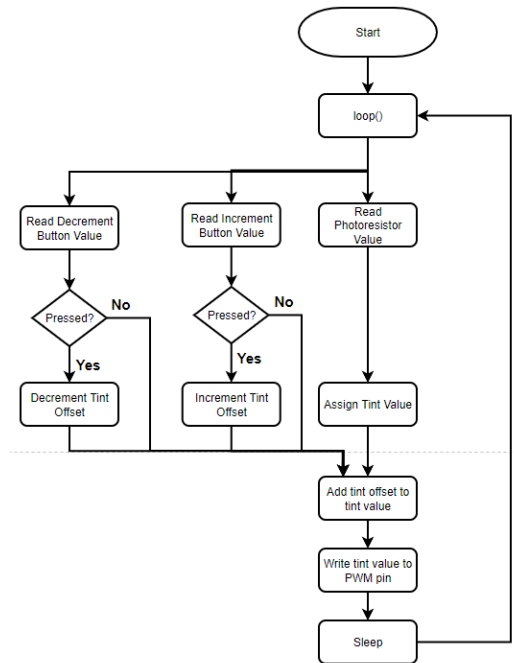 Start
loop()
Read Decrement
Button Value
Read Increment
Button Value
Read
Photoresistor
Value
Pressed?
No
Pressed?
No
Yes
Yes
Decrement Tint
Offset
Increment Tint
Offset
Assign Tint Value
Add tint offset to
tint value
Write tint value to
PWM pin
Sleep